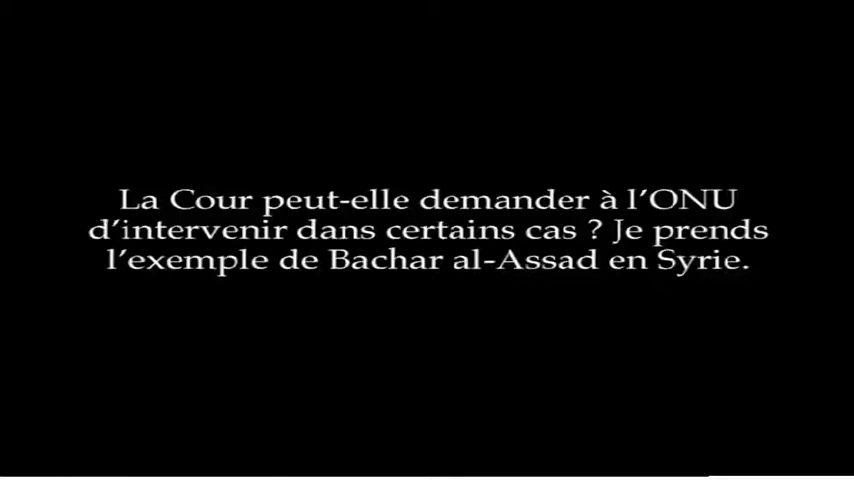 La Cour peut-elle demander à l’ONU
d’intervenir dans certains cas ? Je prends
l’exemple de Bachar al-Assad en Syrie.